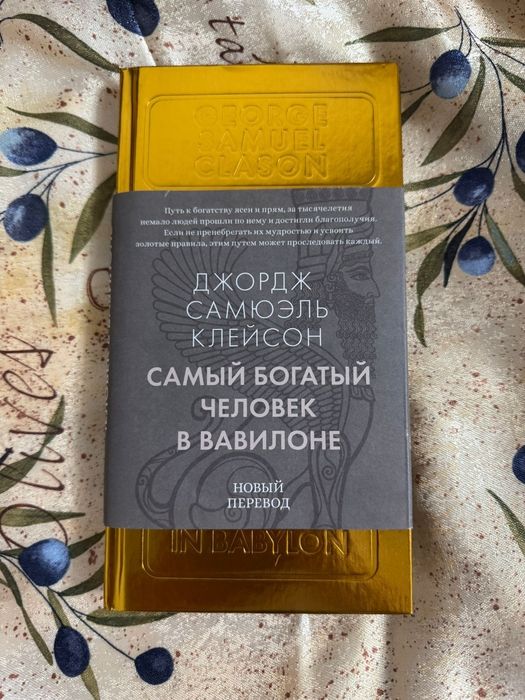 GEORGE
SAMUEL
CLASON
Путь к богатству ясен и прям, за тысячелетия
немало людей прошли по нему и достигли благополучия.
Если не пренебрегать их мудростью и усвоить
золотые правила, этим путем может проследовать каждый.
ДЖОРДЖ
САМЮЭЛЬ
КЛЕЙСОН
САМЫЙ БОГАТЫЙ
ЧЕЛОВЕК
В ВАВИЛОНЕ
НОВЫЙ
ПЕРЕВОД
IN BABYLON